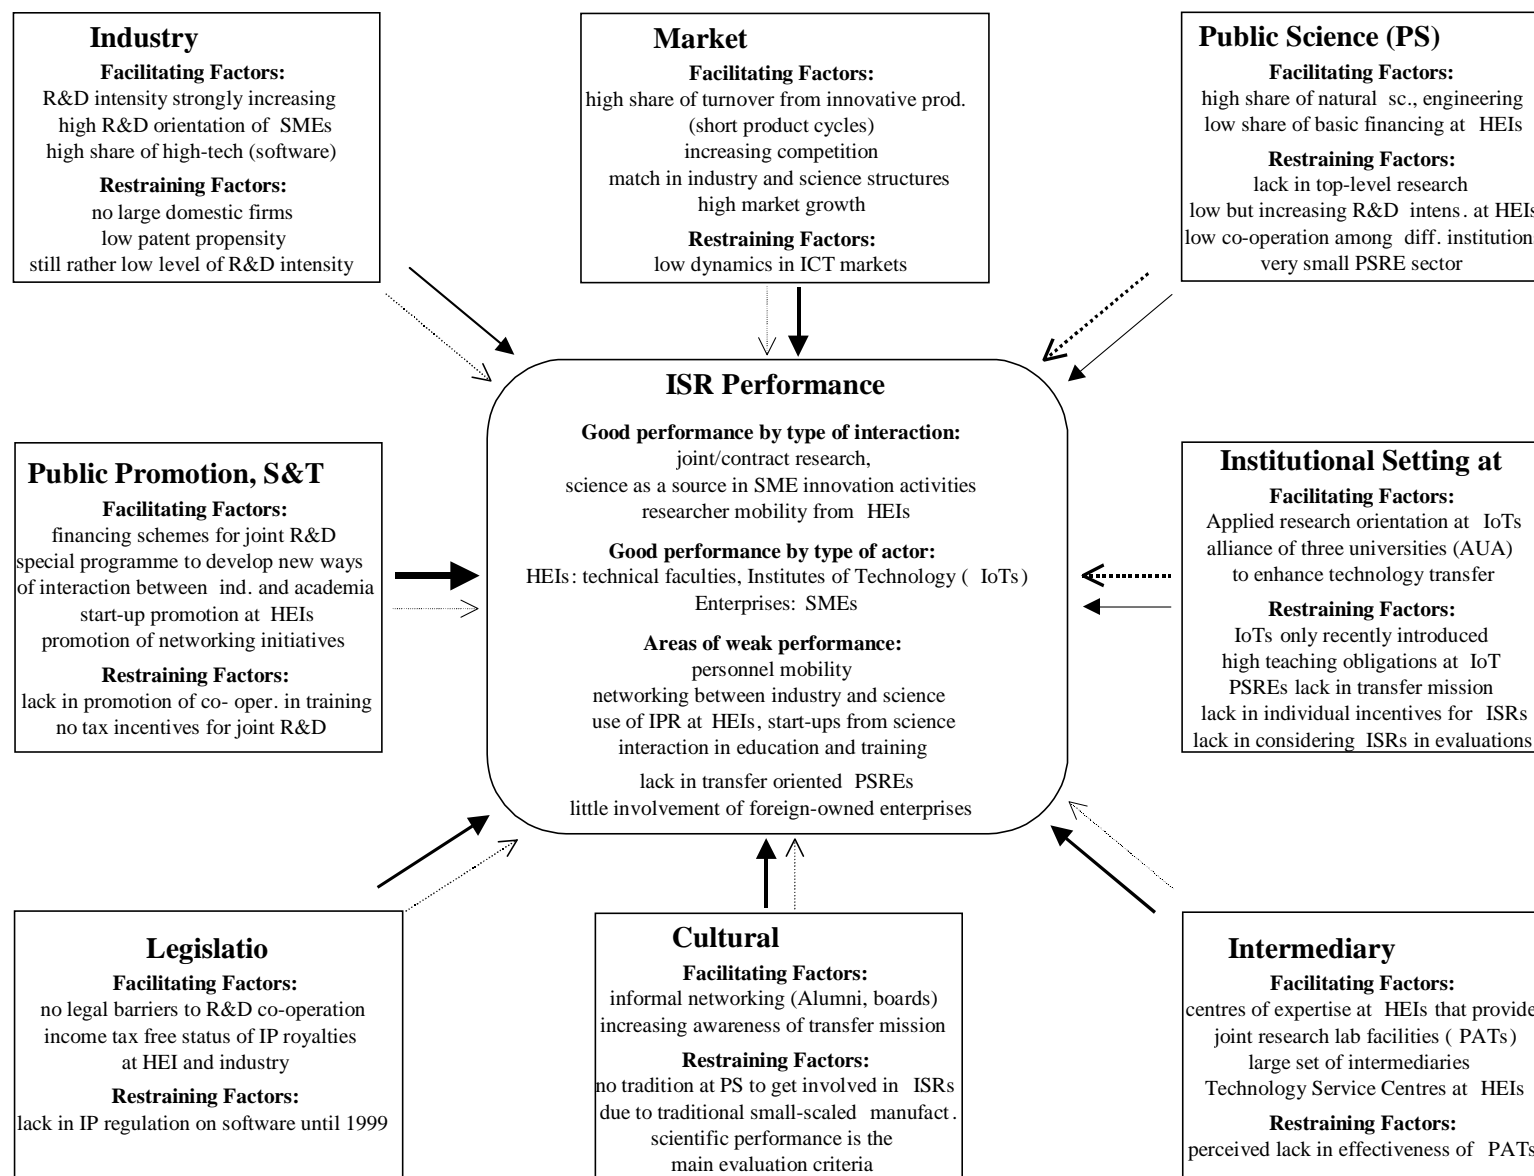 Industry
Facilitating Factors:
R&D intensity strongly increasing
high R&D orientation of SMEs
high share of high-tech (software)
Restraining Factors:
no large domestic firms
low patent propensity
still rather low level of R&D intensity
Market
Facilitating Factors:
high share of turnover from innovative prod.
(short product cycles)
increasing competition
match in industry and science structures
high market growth
Restraining Factors:
low dynamics in ICT markets
Public Science (PS)
Facilitating Factors:
high share of natural sc., engineering
low share of basic financing at HEIs
Restraining Factors:
lack in top-level research
low but increasing R&D intens. at HEIs
low co-operation among diff. institution
very small PSRE sector
Public Promotion, S&T
Facilitating Factors:
financing schemes for joint R&D
special programme to develop new ways
of interaction between ind. and academia
start-up promotion at HEIs
promotion of networking initiatives
Restraining Factors:
lack in promotion of co- oper. in training
no tax incentives for joint R&D
ISR Performance
Good performance by type of interaction:
joint/contract research,
science as a source in SME innovation activities
researcher mobility from HEIs
Good performance by type of actor:
HEIs: technical faculties, Institutes of Technology ( IoTs)
Enterprises: SMEs
Areas of weak performance:
personnel mobility
networking between industry and science
use of IPR at HEIs, start-ups from science
interaction in education and training
lack in transfer oriented PSREs
little involvement of foreign-owned enterprises
Institutional Setting at
Facilitating Factors:
Applied research orientation at IoTs
alliance of three universities (AUA)
to enhance technology transfer
Restraining Factors:
IoTs only recently introduced
high teaching obligations at IoT
PSREs lack in transfer mission
lack in individual incentives for ISRs
lack in considering ISRs in evaluations
Legislatio
Facilitating Factors:
no legal barriers to R&D co-operation
income tax free status of IP royalties
at HEI and industry
Restraining Factors:
lack in IP regulation on software until 1999
Cultural
Facilitating Factors:
informal networking (Alumni, boards)
increasing awareness of transfer mission
Restraining Factors:
no tradition at PS to get involved in ISRs
due to traditional small-scaled manufact.
scientific performance is the
main evaluation criteria
Intermediary
Facilitating Factors:
centres of expertise at HEIs that provide
joint research lab facilities ( PATs)
large set of intermediaries
Technology Service Centres at HEIs
Restraining Factors:
perceived lack in effectiveness of PATs